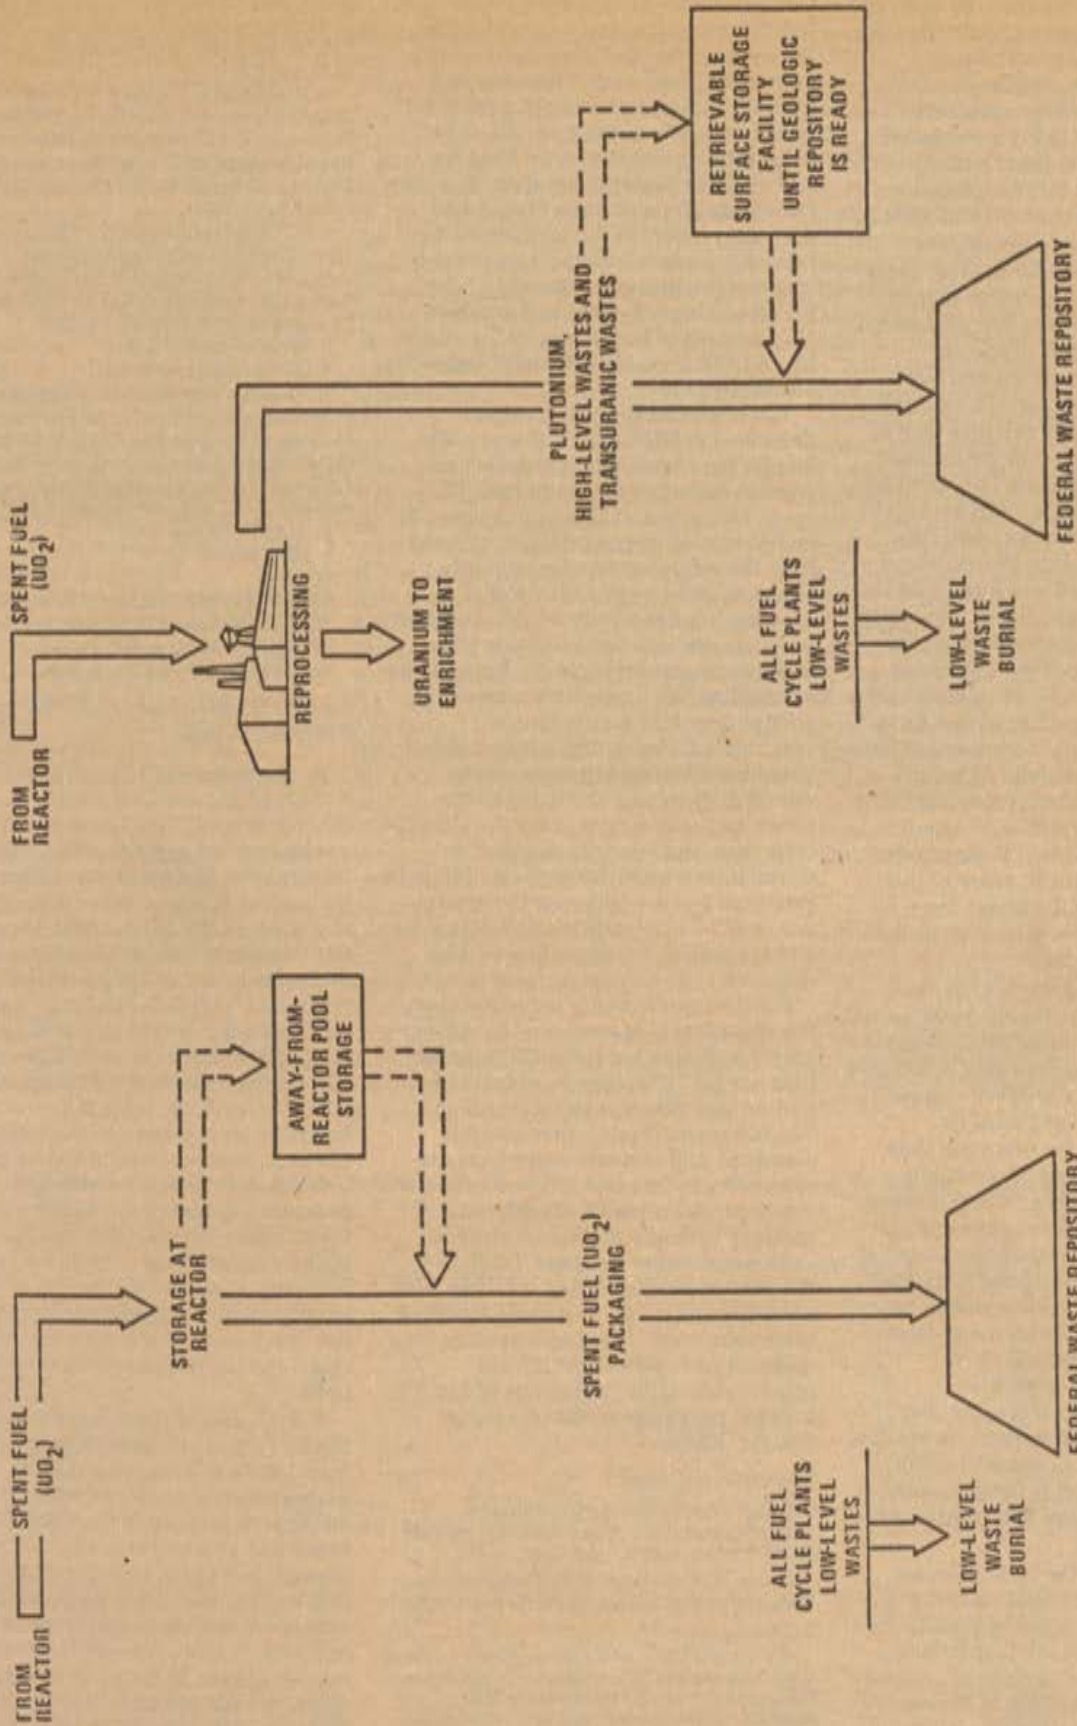 FROM
REACTOR
SPENT FUEL
(UO2)
STORAGE AT
REACTOR
AWAY-FROM-
REACTOR POOL
STORAGE
SPENT FUEL (UO2)
PACKAGING
ALL FUEL
CYCLE PLANTS
LOW-LEVEL
WASTES
LOW-LEVEL
WASTE
BURIAL
FEDERAL WASTE REPOSITORY
FROM
REACTOR
SPENT FUEL
(UO2)
REPROCESSING
URANIUM TO
ENRICHMENT
PLUTONIUM,
HIGH-LEVEL WASTES AND
TRANSURANIC WASTES
RETRIEVABLE
SURFACE STORAGE
FACILITY
UNTIL GEOLOGIC
REPOSITORY
IS READY
ALL FUEL
CYCLE PLANTS
LOW-LEVEL
WASTES
LOW-LEVEL
WASTE
BURIAL
FEDERAL WASTE REPOSITORY